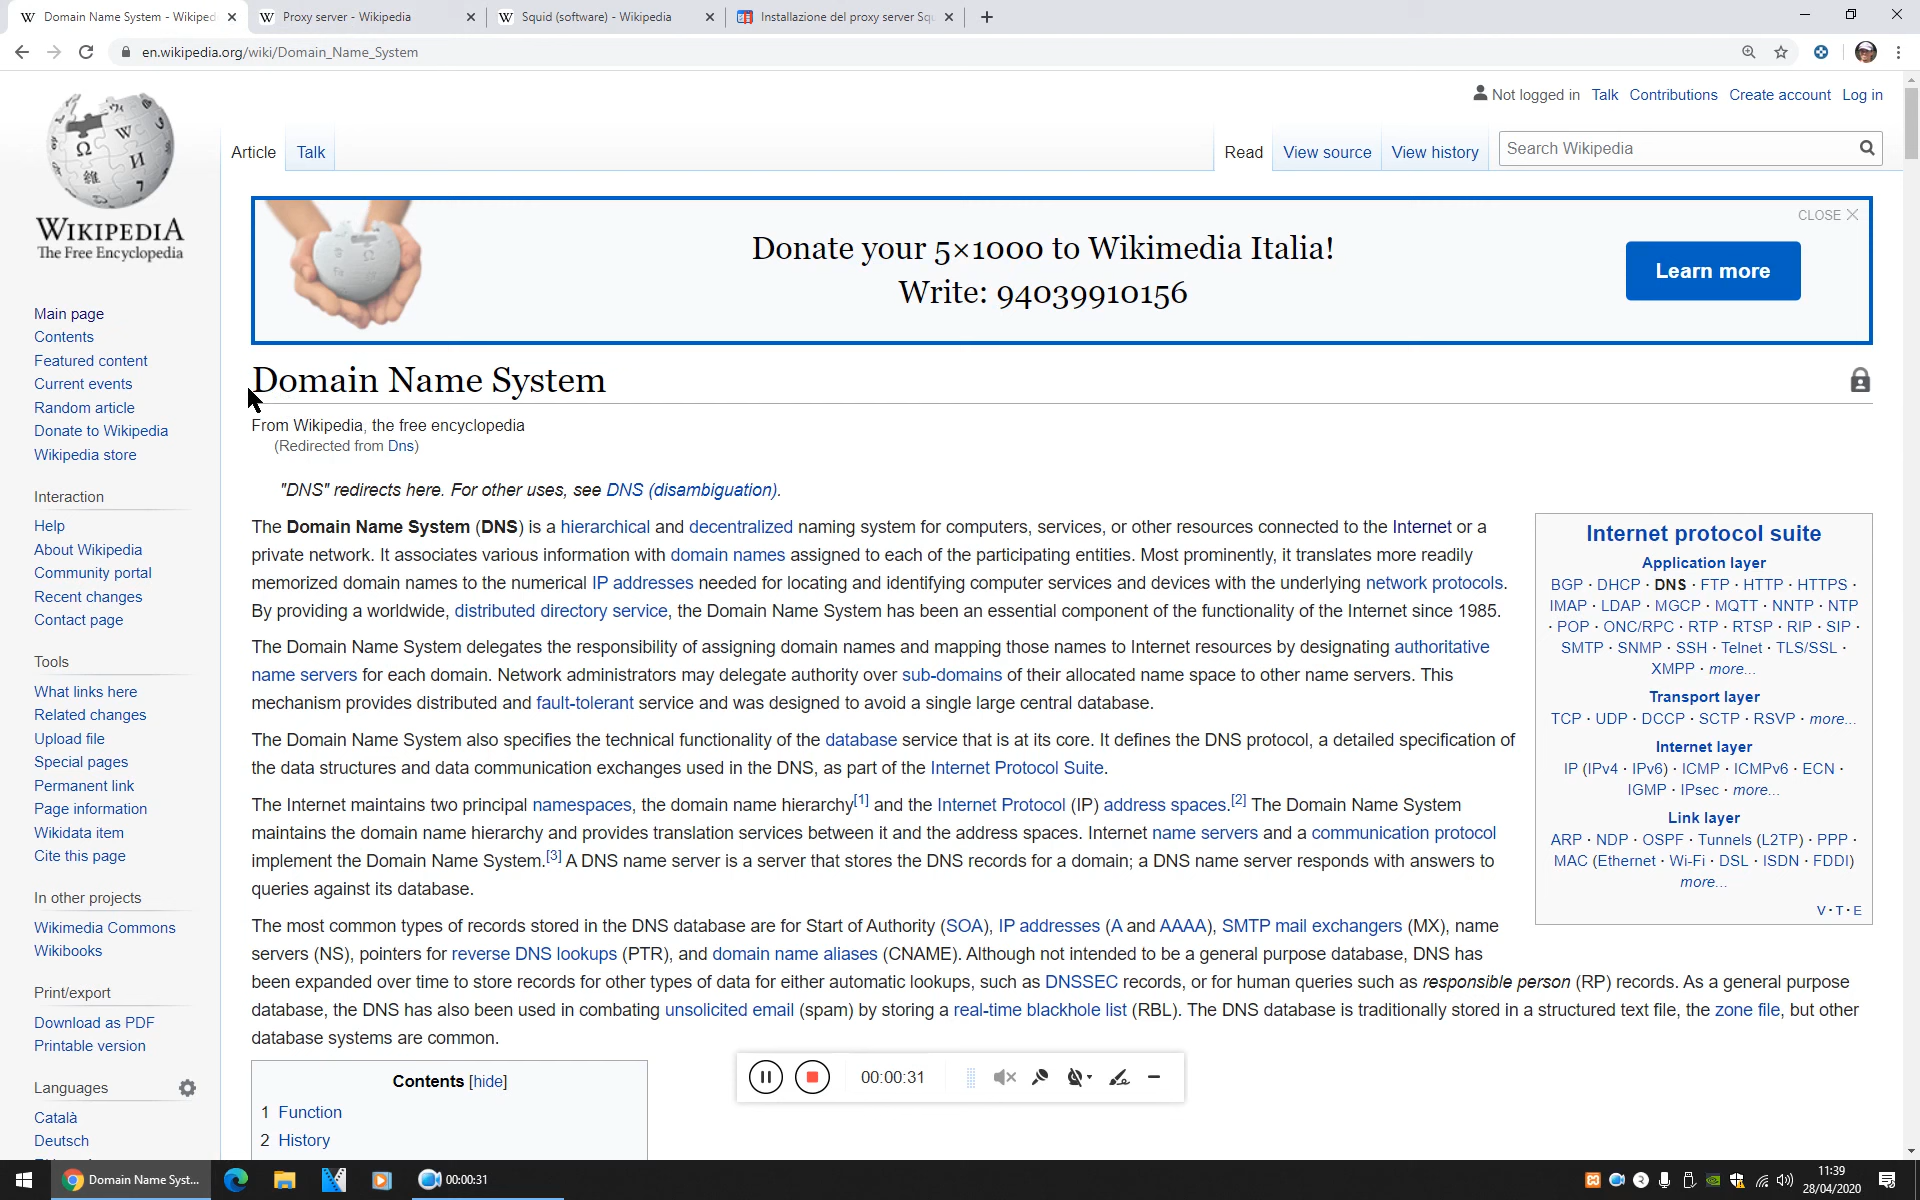 Domain Name System - Wikiped
Proxy server - Wikipedia
Squid (software) - Wikipedia
Installazione del proxy server Squ
en.wikipedia.org/wiki/Domain_Name_System
Not logged in Talk Contributions Create account Log in
Article Talk
Read View source View history
Search Wikipedia
WIKIPEDIA
The Free Encyclopedia
CLOSE
Donate your 5×1000 to Wikimedia Italia!
Write: 94039910156
Learn more
Main page
Contents
Featured content
Current events
Random article
Donate to Wikipedia
Wikipedia store
Interaction
Help
About Wikipedia
Community portal
Recent changes
Contact page
Tools
What links here
Related changes
Upload file
Special pages
Permanent link
Page information
Wikidata item
Cite this page
In other projects
Wikimedia Commons
Wikibooks
Print/export
Download as PDF
Printable version
Languages
Català
Deutsch
Domain Name System
From Wikipedia, the free encyclopedia
(Redirected from Dns)
"DNS" redirects here. For other uses, see DNS (disambiguation).
The Domain Name System (DNS) is a hierarchical and decentralized naming system for computers, services, or other resources connected to the Internet or a
private network. It associates various information with domain names assigned to each of the participating entities. Most prominently, it translates more readily
memorized domain names to the numerical IP addresses needed for locating and identifying computer services and devices with the underlying network protocols.
By providing a worldwide, distributed directory service, the Domain Name System has been an essential component of the functionality of the Internet since 1985.
The Domain Name System delegates the responsibility of assigning domain names and mapping those names to Internet resources by designating authoritative
name servers for each domain. Network administrators may delegate authority over sub-domains of their allocated name space to other name servers. This
mechanism provides distributed and fault-tolerant service and was designed to avoid a single large central database.
The Domain Name System also specifies the technical functionality of the database service that is at its core. It defines the DNS protocol, a detailed specification of
the data structures and data communication exchanges used in the DNS, as part of the Internet Protocol Suite.
The Internet maintains two principal namespaces, the domain name hierarchy[1] and the Internet Protocol (IP) address spaces.[2] The Domain Name System
maintains the domain name hierarchy and provides translation services between it and the address spaces. Internet name servers and a communication protocol
implement the Domain Name System.[3] A DNS name server is a server that stores the DNS records for a domain; a DNS name server responds with answers to
queries against its database.
The most common types of records stored in the DNS database are for Start of Authority (SOA), IP addresses (A and AAAA), SMTP mail exchangers (MX), name
servers (NS), pointers for reverse DNS lookups (PTR), and domain name aliases (CNAME). Although not intended to be a general purpose database, DNS has
been expanded over time to store records for other types of data for either automatic lookups, such as DNSSEC records, or for human queries such as responsible person (RP) records. As a general purpose
database, the DNS has also been used in combating unsolicited email (spam) by storing a real-time blackhole list (RBL). The DNS database is traditionally stored in a structured text file, the zone file, but other
database systems are common.
Internet protocol suite
Application layer
BGP · DHCP · DNS · FTP · HTTP · HTTPS ·
IMAP · LDAP · MGCP · MQTT · NNTP · NTP
· POP · ONC/RPC · RTP · RTSP · RIP · SIP ·
SMTP · SNMP · SSH · Telnet · TLS/SSL ·
XMPP · more...
Transport layer
TCP · UDP · DCCP · SCTP · RSVP · more...
Internet layer
IP (IPv4 · IPv6) · ICMP · ICMPv6 · ECN ·
IGMP · IPsec · more...
Link layer
ARP · NDP · OSPF · Tunnels (L2TP) · PPP ·
MAC (Ethernet · Wi-Fi · DSL · ISDN · FDDI)
more...
V · T · E
Contents [hide]
1 Function
2 History
00:00:31
Domain Name Syst...
00:00:31
11:39
28/04/2020